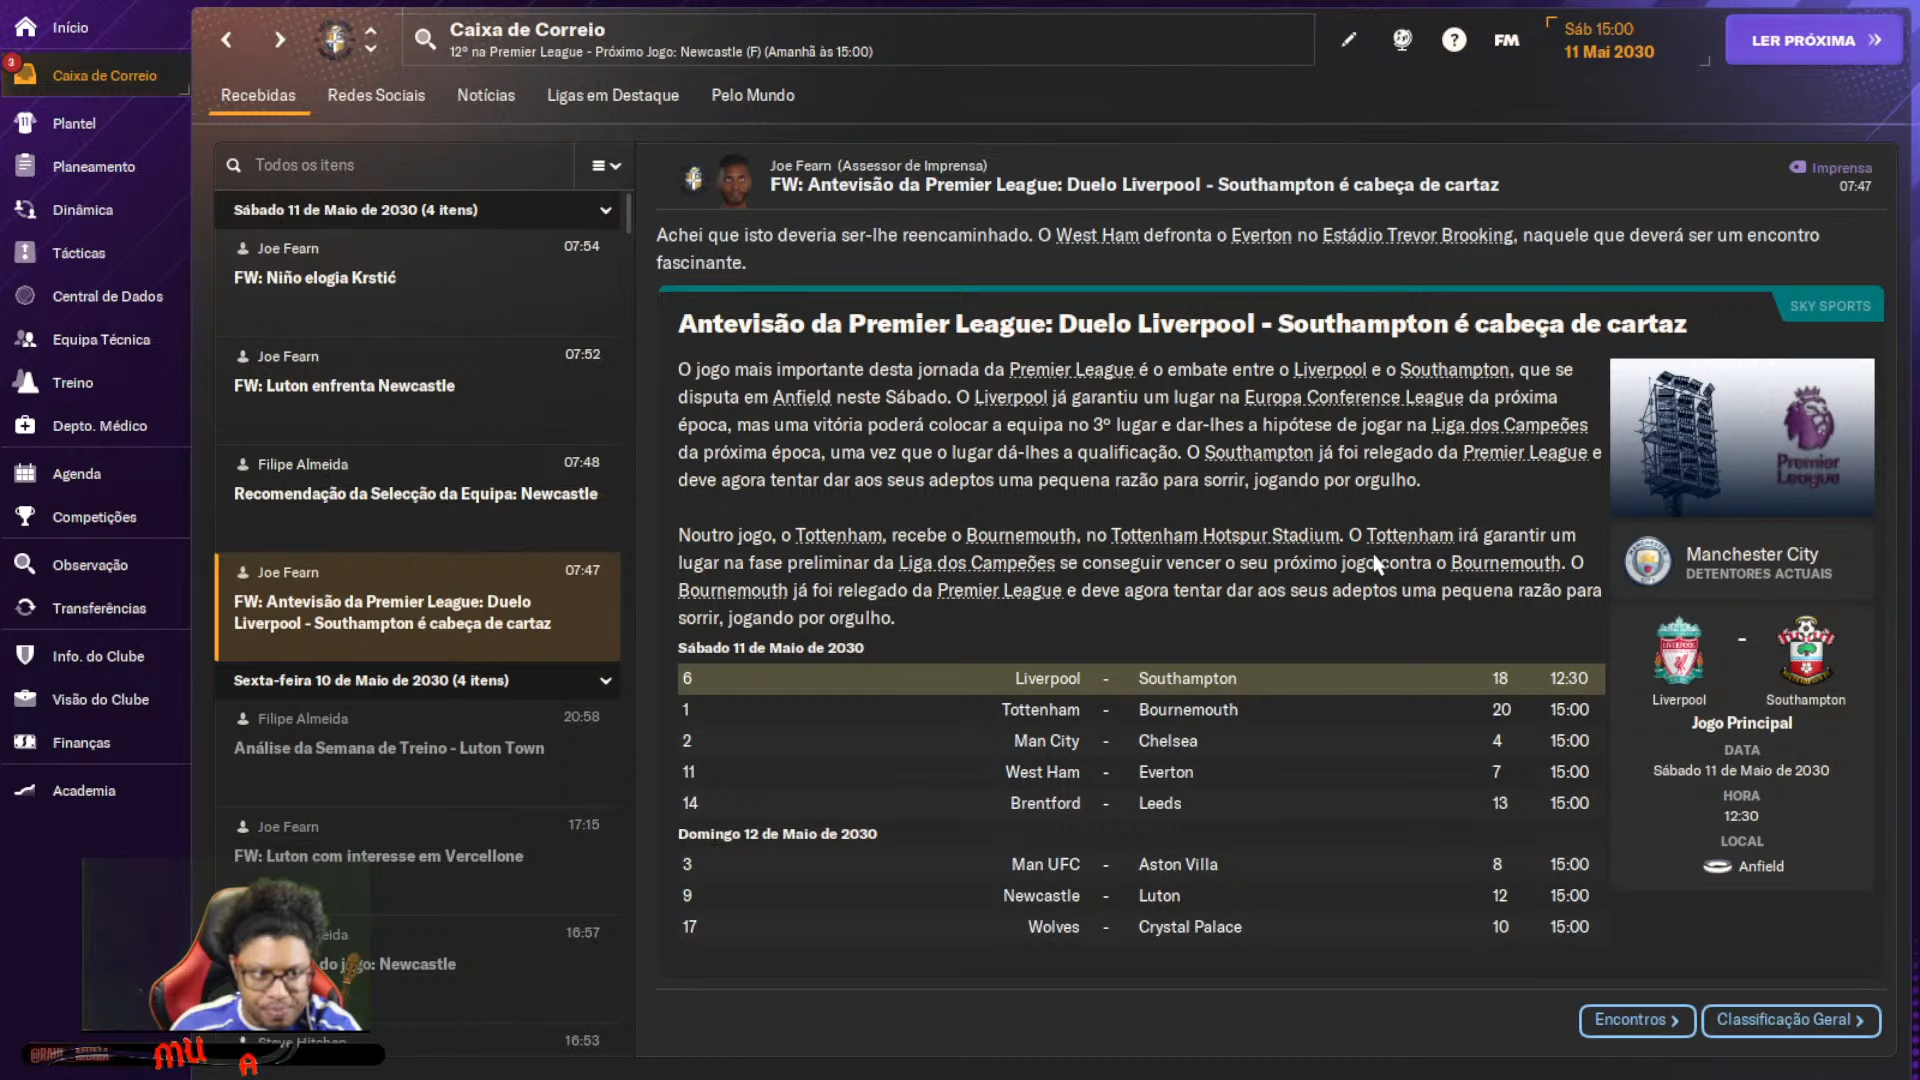 Início
3
Caixa de Correio
Plantel
Planeamento
Dinâmica
Tácticas
Central de Dados
Equipa Técnica
Treino
Depto. Médico
Agenda
Competições
Observação
Transferências
Info. do Clube
Visão do Clube
Finanças
Academia
Caixa de Correio
12º na Premier League - Próximo Jogo: Newcastle (F) (Amanhã às 15:00)
FM
Sáb 15:00
11 Mai 2030
LER PRÓXIMA
Recebidas Redes Sociais Notícias Ligas em Destaque Pelo Mundo
Todos os itens
Sábado 11 de Maio de 2030 (4 itens)
Joe Fearn 07:54
FW: Niño elogia Krstić
Joe Fearn 07:52
FW: Luton enfrenta Newcastle
Filipe Almeida 07:48
Recomendação da Selecção da Equipa: Newcastle
Joe Fearn 07:47
FW: Antevisão da Premier League: Duelo
Liverpool - Southampton é cabeça de cartaz
Sexta-feira 10 de Maio de 2030 (4 itens)
Filipe Almeida 20:58
Análise da Semana de Treino - Luton Town
Joe Fearn 17:15
FW: Luton com interesse em Vercellone
eida 16:57
do jogo: Newcastle
16:53
Joe Fearn (Assessor de Imprensa)
FW: Antevisão da Premier League: Duelo Liverpool - Southampton é cabeça de cartaz
Imprensa
07:47
Achei que isto deveria ser-lhe reencaminhado. O West Ham defronta o Everton no Estádio Trevor Brooking, naquele que deverá ser um encontro
fascinante.
SKY SPORTS
Antevisão da Premier League: Duelo Liverpool - Southampton é cabeça de cartaz
O jogo mais importante desta jornada da Premier League é o embate entre o Liverpool e o Southampton, que se
disputa em Anfield neste Sábado. O Liverpool já garantiu um lugar na Europa Conference League da próxima
época, mas uma vitória poderá colocar a equipa no 3º lugar e dar-lhes a hipótese de jogar na Liga dos Campeões
da próxima época, uma vez que o lugar dá-lhes a qualificação. O Southampton já foi relegado da Premier League e
deve agora tentar dar aos seus adeptos uma pequena razão para sorrir, jogando por orgulho.
Noutro jogo, o Tottenham, recebe o Bournemouth, no Tottenham Hotspur Stadium. O Tottenham irá garantir um
lugar na fase preliminar da Liga dos Campeões se conseguir vencer o seu próximo jogo contra o Bournemouth. O
Bournemouth já foi relegado da Premier League e deve agora tentar dar aos seus adeptos uma pequena razão para
sorrir, jogando por orgulho.
Sábado 11 de Maio de 2030
6 Liverpool - Southampton 18 12:30
1 Tottenham - Bournemouth 20 15:00
2 Man City - Chelsea 4 15:00
11 West Ham - Everton 7 15:00
14 Brentford - Leeds 13 15:00
Domingo 12 de Maio de 2030
3 Man UFC - Aston Villa 8 15:00
9 Newcastle - Luton 12 15:00
17 Wolves - Crystal Palace 10 15:00
Premier
League
Manchester City
DETENTORES ACTUAIS
-
Liverpool Southampton
Jogo Principal
DATA
Sábado 11 de Maio de 2030
HORA
12:30
LOCAL
Anfield
Encontros
Classificação Geral